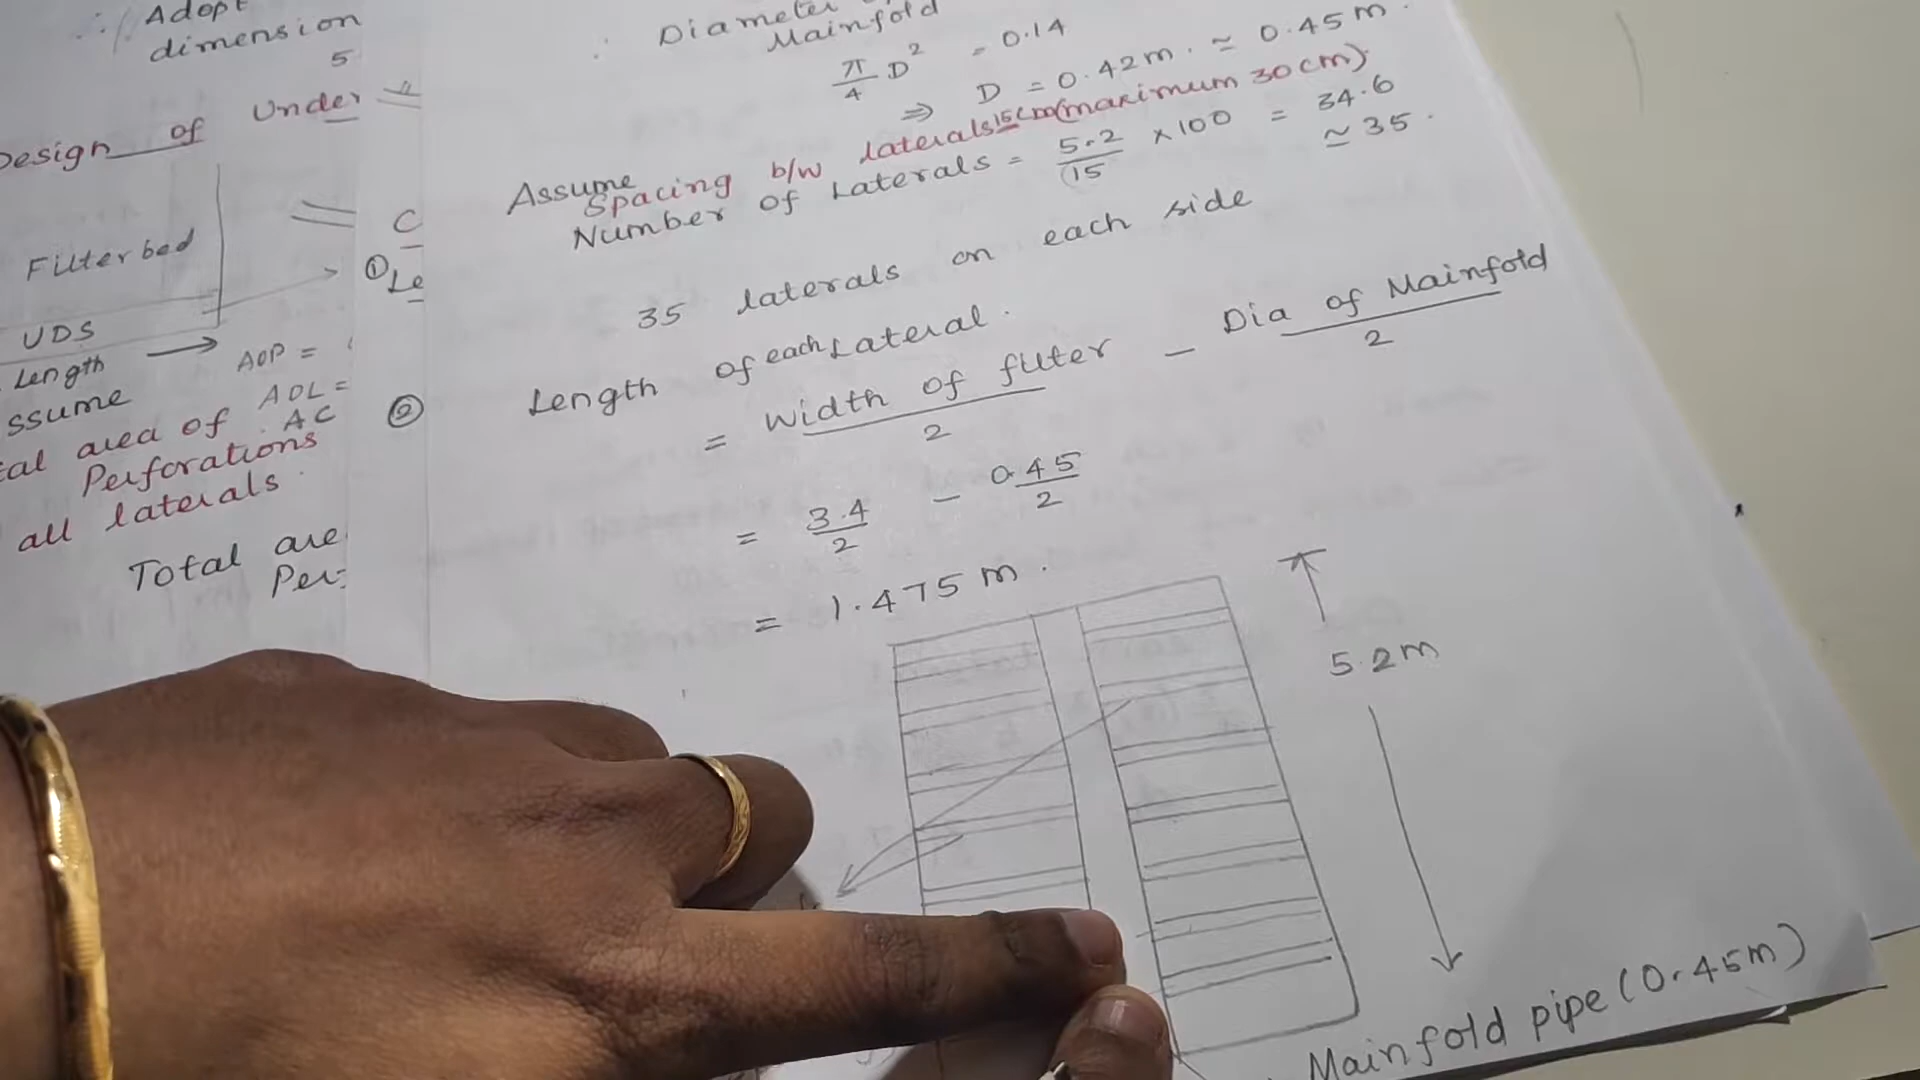 Adopt
dimension
5
Design of Under
Filter bed
UDS
Length
ssume
AOP =
AOL =
AC
tal area of
Perforations
all laterals.
Total are
Per
C
① Le
②
Diameter
Mainfold
π/4 D² = 0.14
⇒ D = 0.42m. ≃ 0.45m.
Assume
Spacing b/w laterals 15cm (maximum 30cm).
Number of Laterals = 5.2/15 × 100 = 34.6
≃ 35.
35 laterals on each side
Length of each Lateral.
= Width of filter/2 – Dia of Mainfold/2
= 3.4/2 – 0.45/2
= 1.475 m.
5.2m
Mainfold pipe (0.45m)